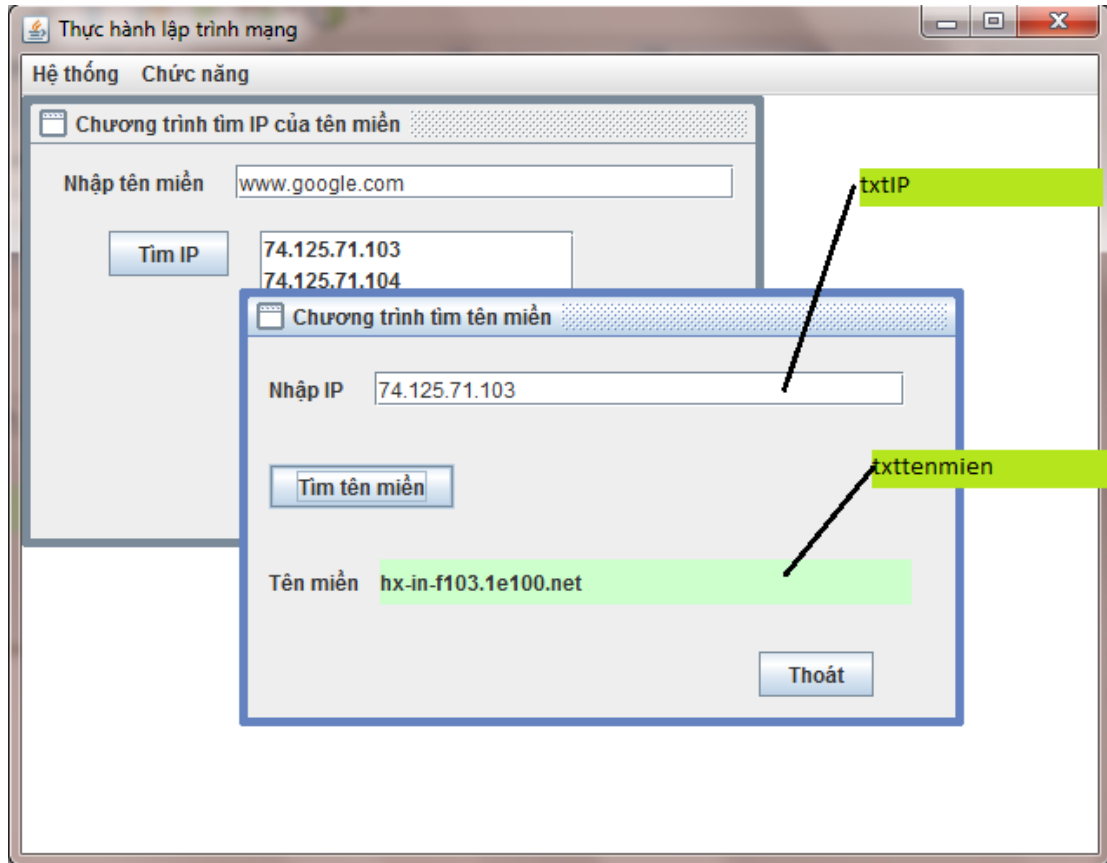 Thực hành lập trình mạng
Hệ thống Chức năng
Chương trình tìm IP của tên miền
Nhập tên miền www.google.com
txtIP
Tìm IP 74.125.71.103
74.125.71.104
Chương trình tìm tên miền
Nhập IP 74.125.71.103
txttenmien
Tìm tên miền
Tên miền hx-in-f103.1e100.net
Thoát